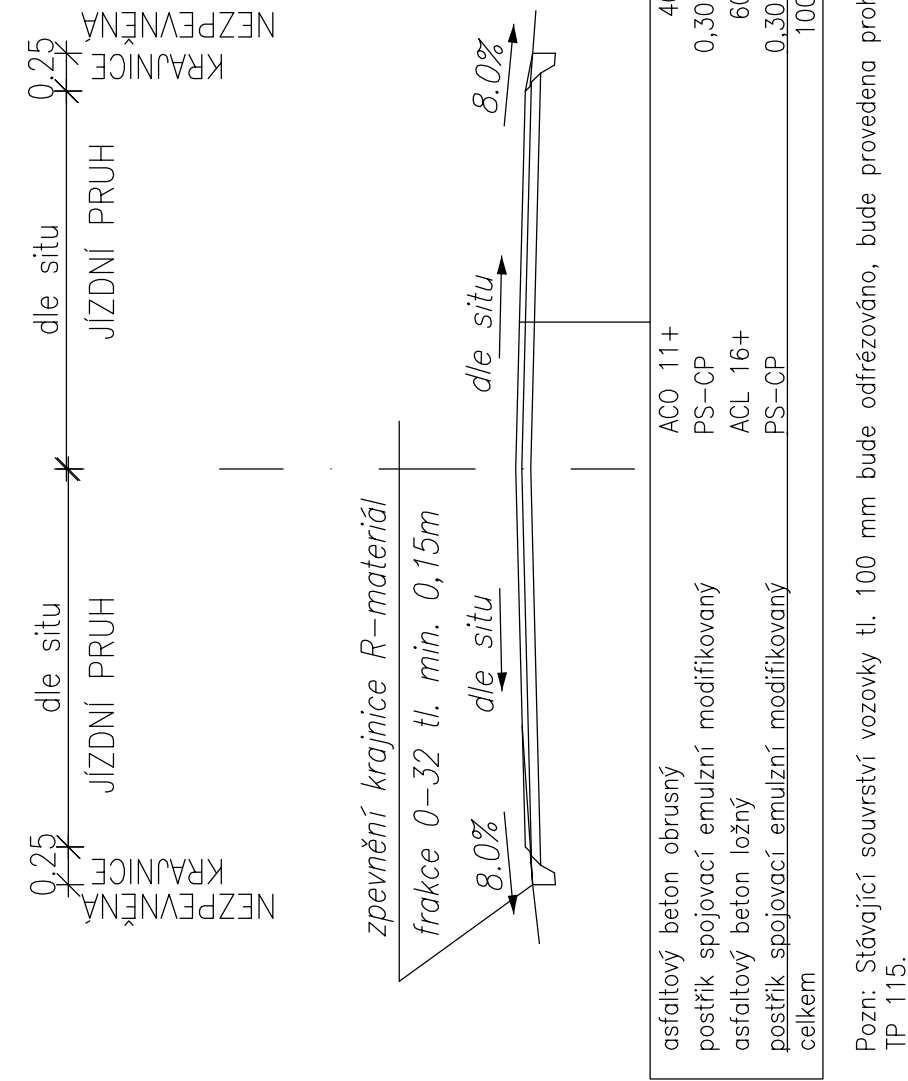 0.25
dle situ
dle situ
0.25
NEZPEVNĚNÁ
KRAJNICE
JÍZDNÍ PRUH
JÍZDNÍ PRUH
NEZPEVNĚNÁ
KRAJNICE
zpevnění krajnice R-materiál
frakce 0-32 tl. min. 0,15m
8.0%
dle situ
dle situ
8.0%
asfaltový beton obrusný ACO 11+ 40
postřik spojovací emulzní modifikovaný PS-CP 0,30
asfaltový beton ložný ACL 16+ 60
postřik spojovací emulzní modifikovaný PS-CP 0,30
celkem 100
Pozn: Stávající souvrství vozovky tl. 100 mm bude odfrézováno, bude provedena
TP 115.